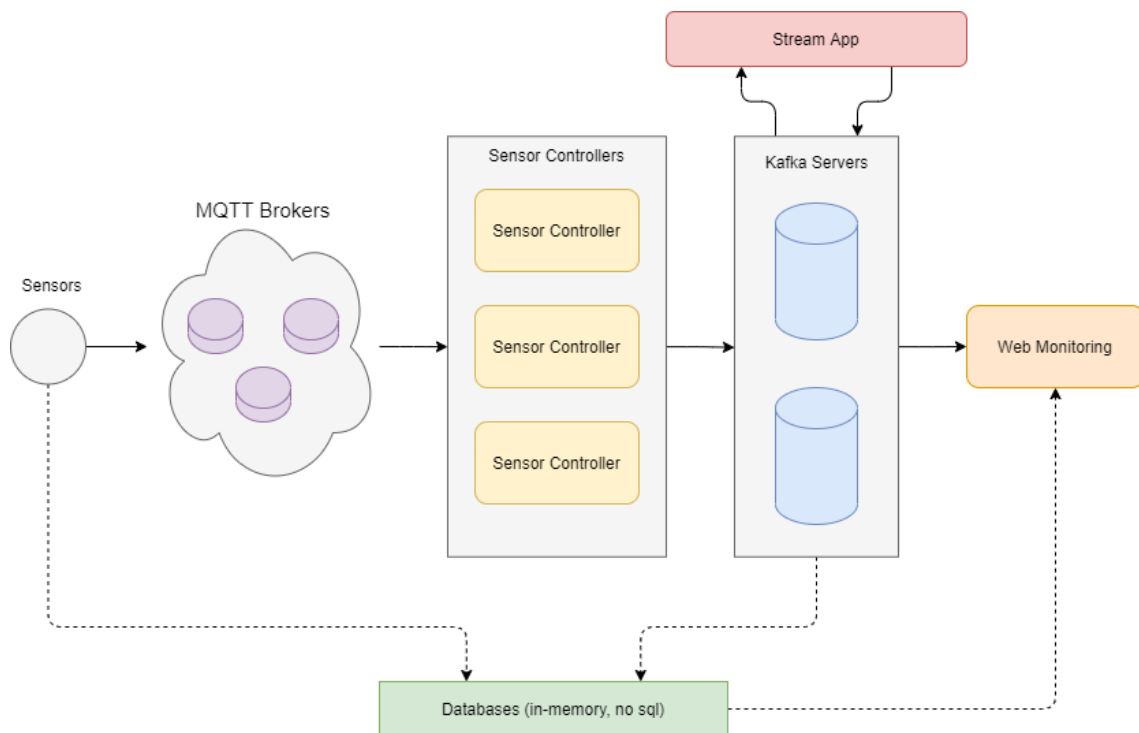 Stream App
Sensor Controllers
Kafka Servers
MQTT Brokers
Sensor Controller
Sensors
Sensor Controller
Web Monitoring
Sensor Controller
Databases (in-memory, no sql)